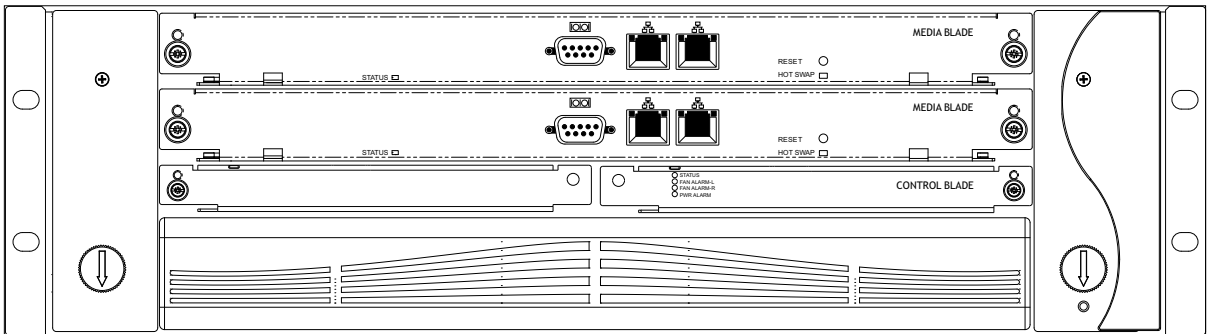 MEDIA BLADE
RESET
STATUS
HOT SWAP
MEDIA BLADE
RESET
STATUS
HOT SWAP
STATUS
FAN ALARM-L
FAN ALARM-R
PWR ALARM
CONTROL BLADE